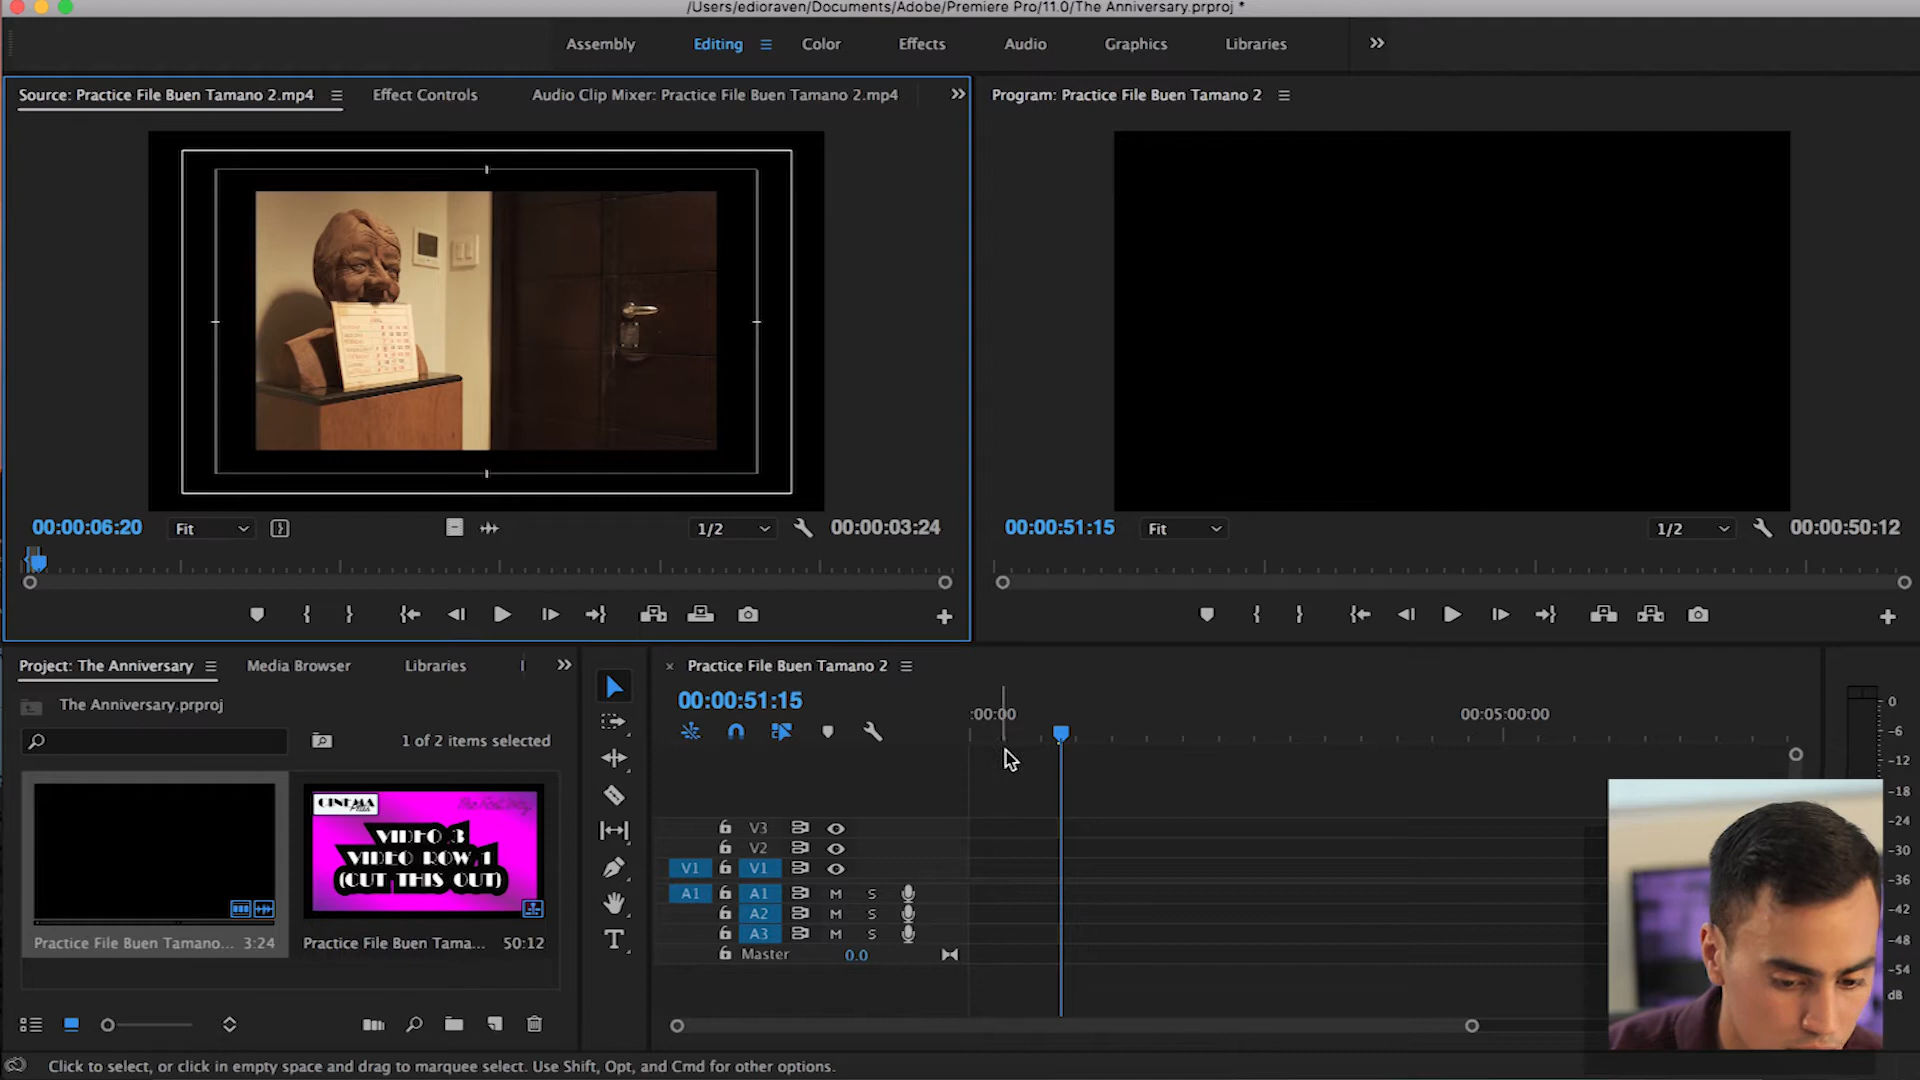 /Users/edioraven/Documents/Adobe/Premiere Pro/11.0/The Anniversary.prproj *
Assembly
Editing
Color
Effects
Audio
Graphics
Libraries
Source: Practice File Buen Tamano 2.mp4
Effect Controls
Audio Clip Mixer: Practice File Buen Tamano 2.mp4
Program: Practice File Buen Tamano 2
00:00:06:20
Fit
1/2
00:00:03:24
00:00:51:15
Fit
1/2
00:00:50:12
Project: The Anniversary
Media Browser
Libraries
The Anniversary.prproj
1 of 2 items selected
CINEMA
VIDEO 3
VIDEO ROW 1
(CUT THIS OUT)
Practice File Buen Tamano...
3:24
Practice File Buen Tama...
50:12
× Practice File Buen Tamano 2
00:00:51:15
:00:00
00:05:00:00
V3
V2
V1 V1
A1 A1 M S
A2 M S
A3 M S
Master 0.0
0
-6
-12
-18
-24
-30
-36
-42
-48
-54
dB
Click to select, or click in empty space and drag to marquee select. Use Shift, Opt, and Cmd for other options.